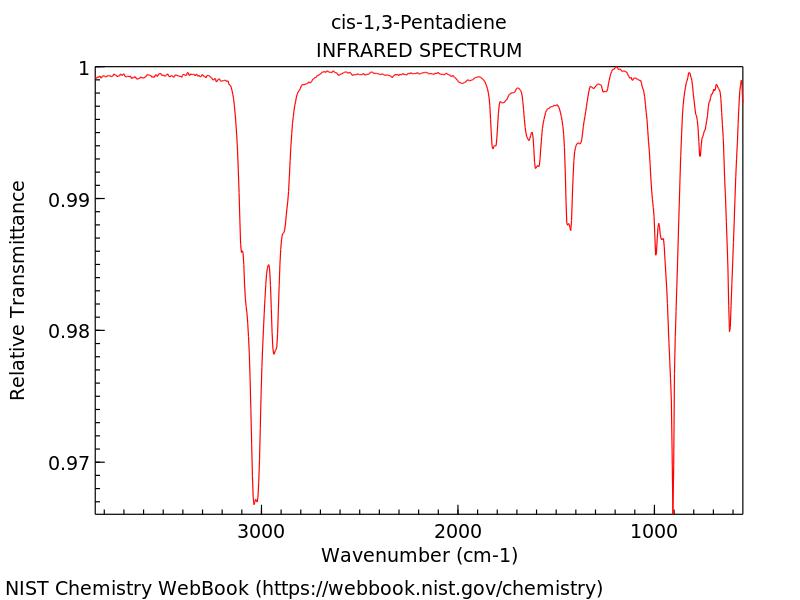 cis-1,3-Pentadiene
INFRARED SPECTRUM
1
0.99
0.98
0.97
Relative Transmittance
3000 2000 1000
Wavenumber (cm-1)
NIST Chemistry WebBook (https://webbook.nist.gov/chemistry)